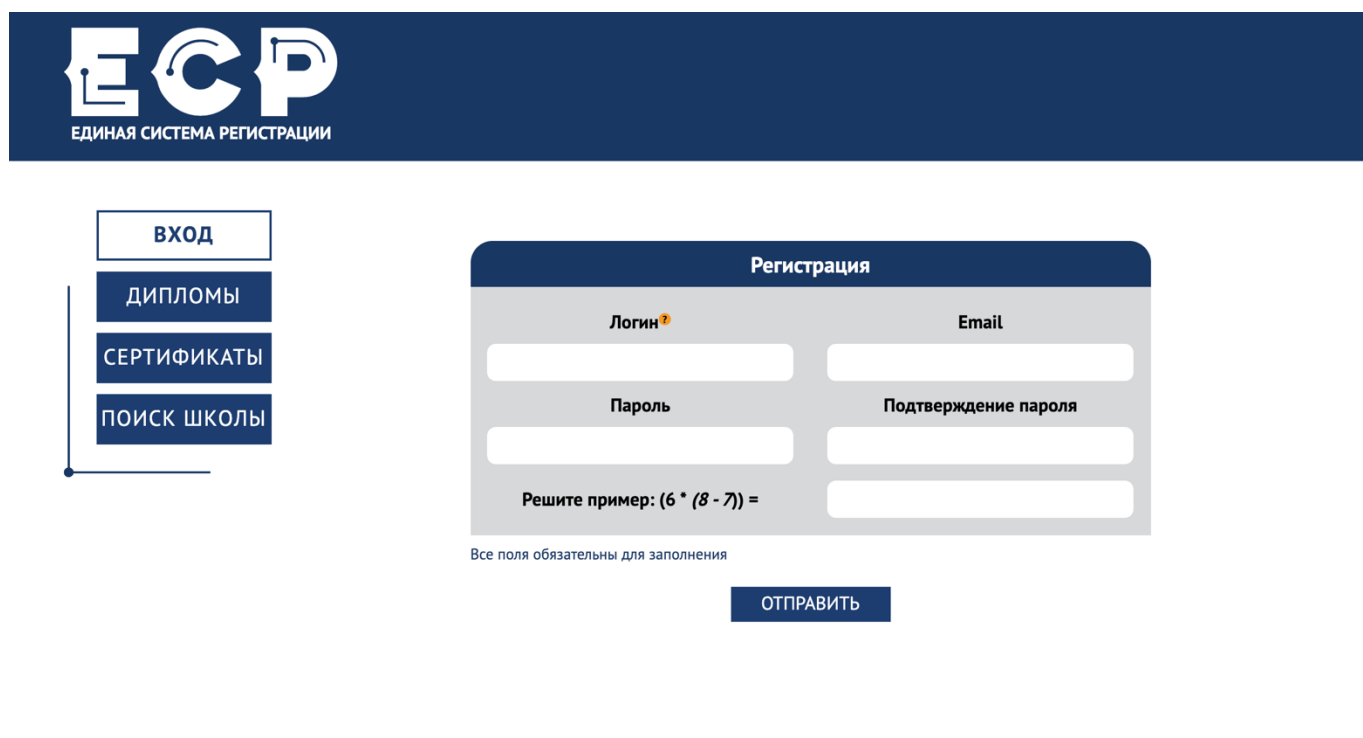 ЕСР
ЕДИНАЯ СИСТЕМА РЕГИСТРАЦИИ
ВХОД
ДИПЛОМЫ
СЕРТИФИКАТЫ
ПОИСК ШКОЛЫ
Регистрация
Логин?
Email
Пароль
Подтверждение пароля
Решите пример: (6 * (8 - 7)) =
Все поля обязательны для заполнения
ОТПРАВИТЬ